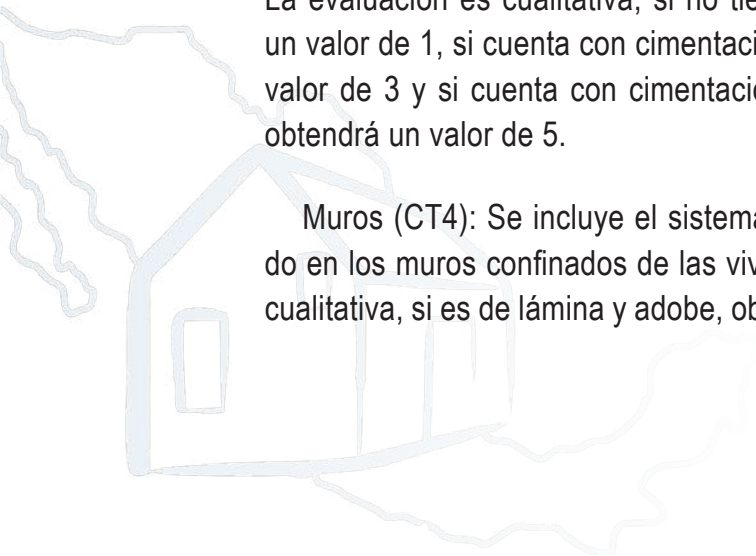 La evaluación es cualitativa, si no tie
un valor de 1, si cuenta con cimentaci
valor de 3 y si cuenta con cimentació
obtendrá un valor de 5.
Muros (CT4): Se incluye el sistema
do en los muros confinados de las viv
cualitativa, si es de lámina y adobe, ob